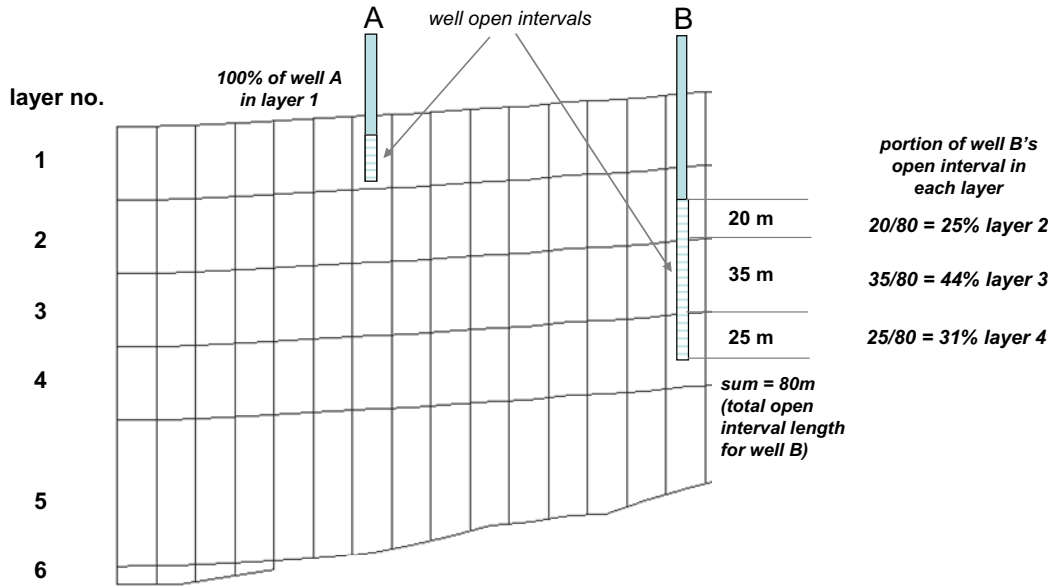 A
well open intervals
B
100% of well A
in layer 1
layer no.
1
2
3
4
5
6
20 m
35 m
25 m
sum = 80m
(total open
interval length
for well B)
portion of well B's
open interval in
each layer
20/80 = 25% layer 2
35/80 = 44% layer 3
25/80 = 31% layer 4